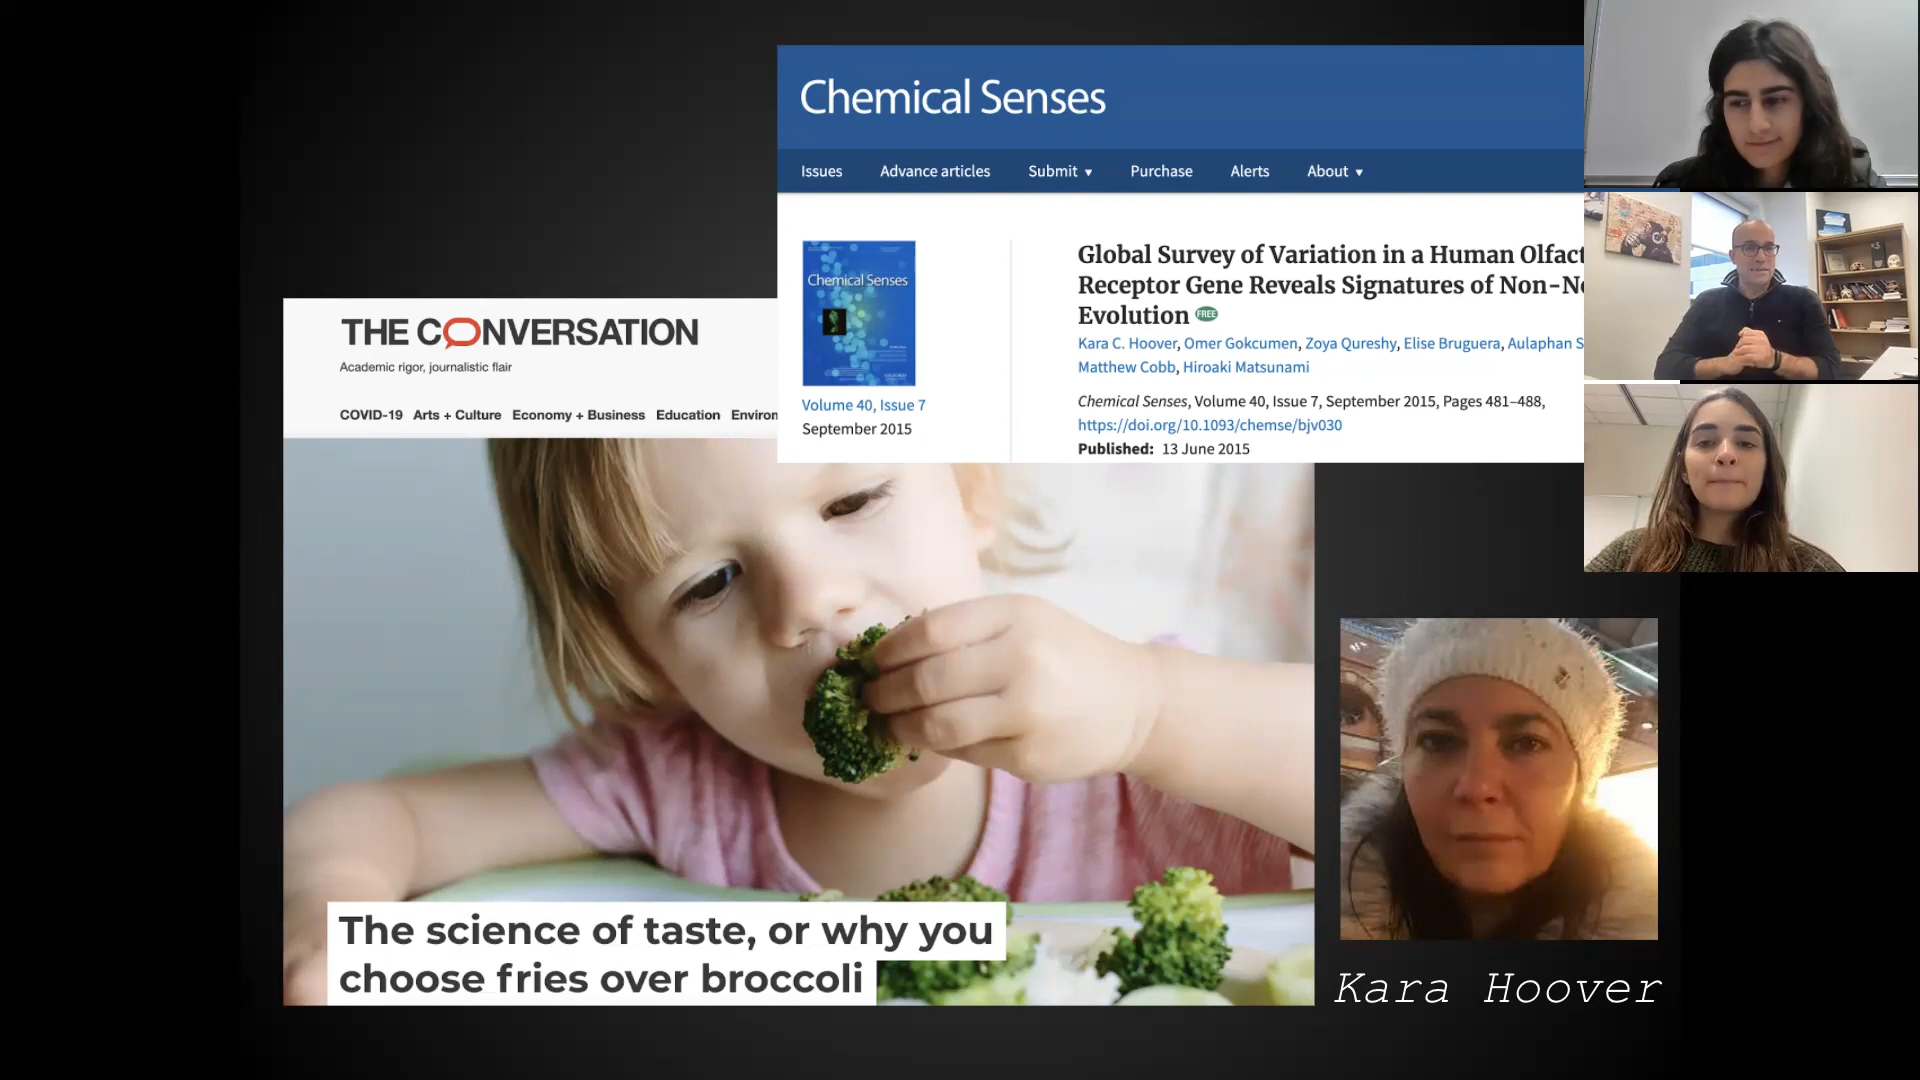 Chemical Senses
Issues Advance articles Submit ▾ Purchase Alerts About ▾
Chemical Senses
Volume 40, Issue 7
September 2015
Global Survey of Variation in a Human Olfact
Receptor Gene Reveals Signatures of Non-N
Evolution FREE
Kara C. Hoover, Omer Gokcumen, Zoya Qureshy, Elise Bruguera, Aulaphan S
Matthew Cobb, Hiroaki Matsunami
Chemical Senses, Volume 40, Issue 7, September 2015, Pages 481–488,
https://doi.org/10.1093/chemse/bjv030
Published: 13 June 2015
THE CONVERSATION
Academic rigor, journalistic flair
COVID-19 Arts + Culture Economy + Business Education Environ
The science of taste, or why you
choose fries over broccoli
Kara Hoover